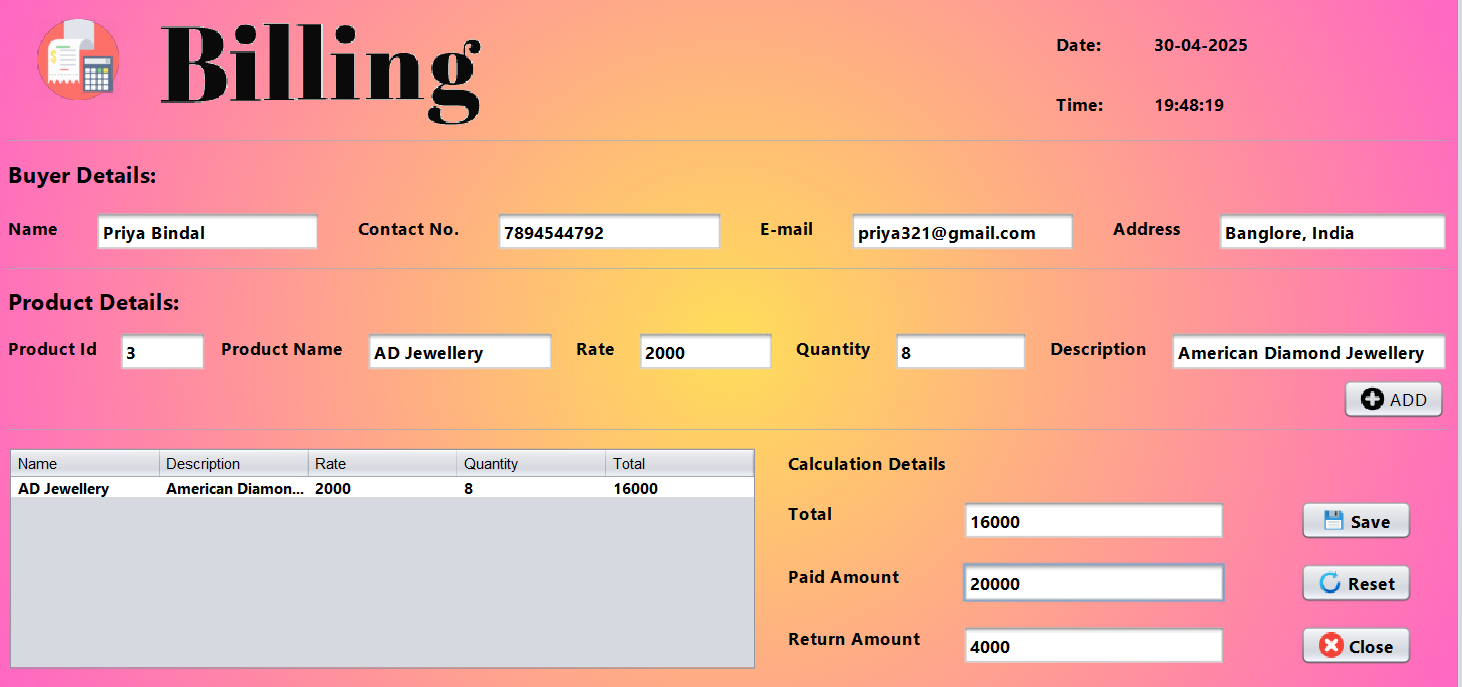 Billing
Date: 30-04-2025
Time: 19:48:19
Buyer Details:
Name Priya Bindal Contact No. 7894544792 E-mail priya321@gmail.com Address Banglore, India
Product Details:
Product Id 3 Product Name AD Jewellery Rate 2000 Quantity 8 Description American Diamond Jewellery
ADD
Name Description Rate Quantity Total
AD Jewellery American Diamon... 2000 8 16000
Calculation Details
Total 16000 Save
Paid Amount 20000 Reset
Return Amount 4000 Close